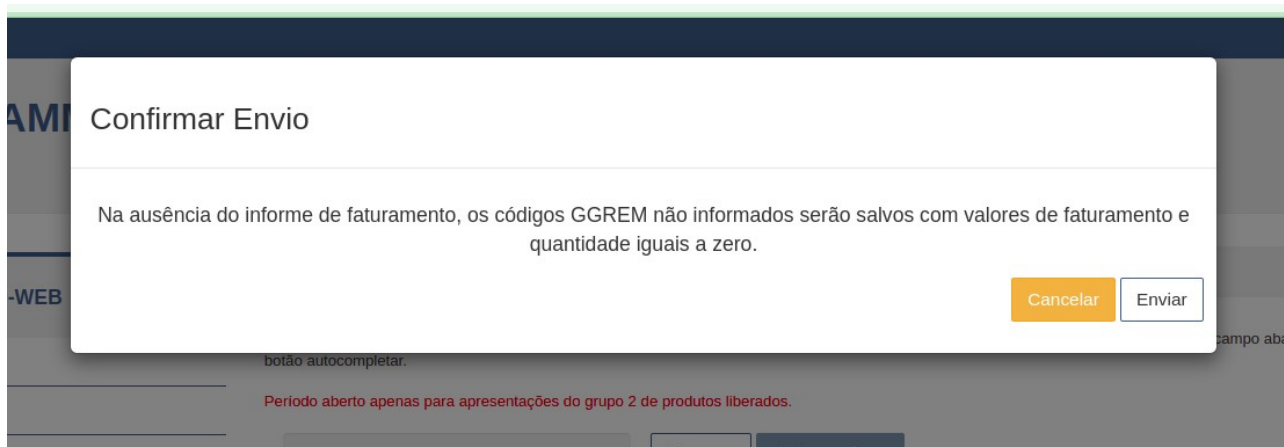 Confirmar Envio
Na ausência do informe de faturamento, os códigos GGREM não informados serão salvos com valores de faturamento e
quantidade iguais a zero.
Cancelar Enviar
-WEB
campo aba
botão autocompletar.
Período aberto apenas para apresentações do grupo 2 de produtos liberados.